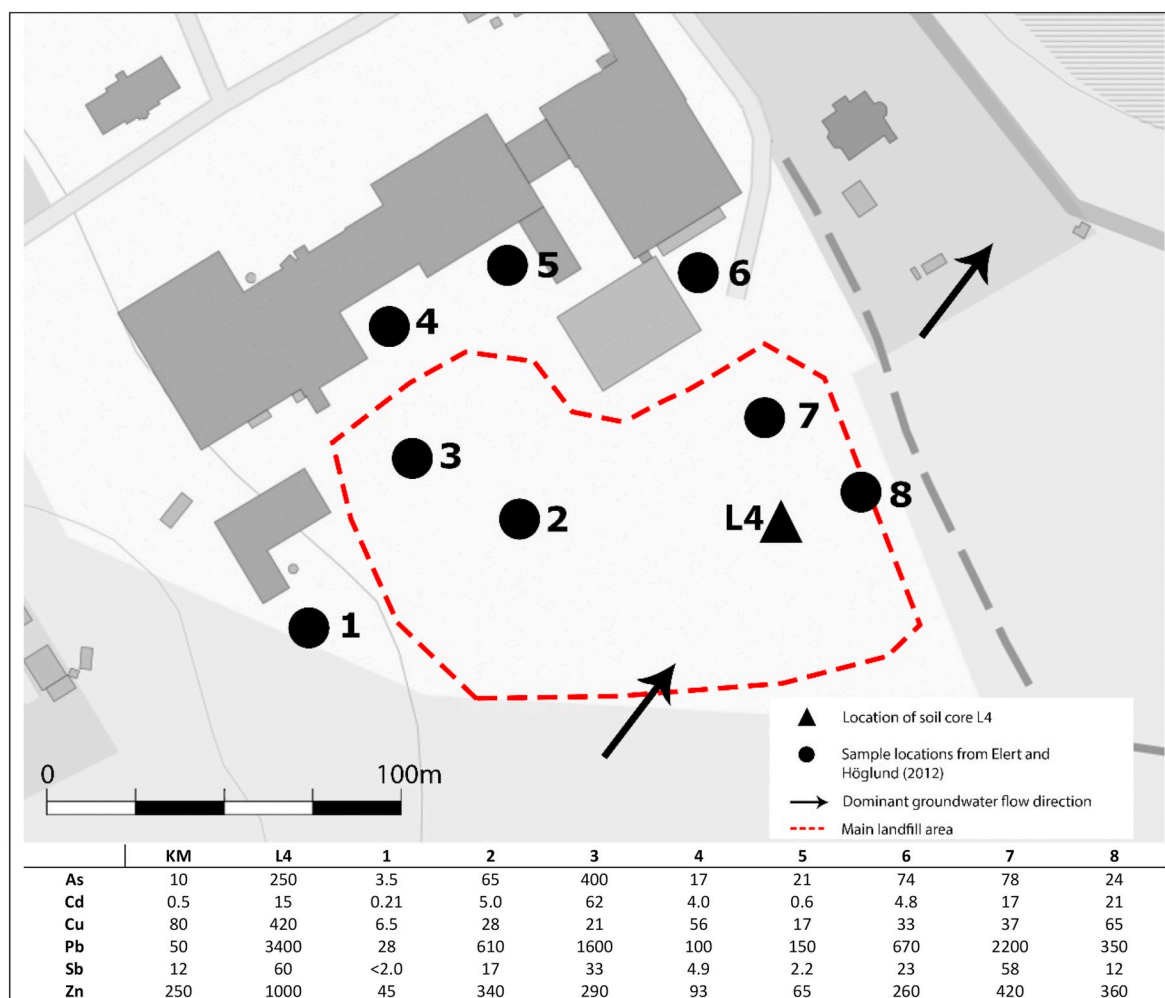 5
6
4
7
3
8
2
L4
1
0 100m
Location of soil core L4
Sample locations from Elert and
Höglund (2012)
Dominant groundwater flow direction
Main landfill area
KM L4 1 2 3 4 5 6 7 8
As 10 250 3.5 65 400 17 21 74 78 24
Cd 0.5 15 0.21 5.0 62 4.0 0.6 4.8 17 21
Cu 80 420 6.5 28 21 56 17 33 37 65
Pb 50 3400 28 610 1600 100 150 670 2200 350
Sb 12 60 <2.0 17 33 4.9 2.2 23 58 12
Zn 250 1000 45 340 290 93 65 260 420 360